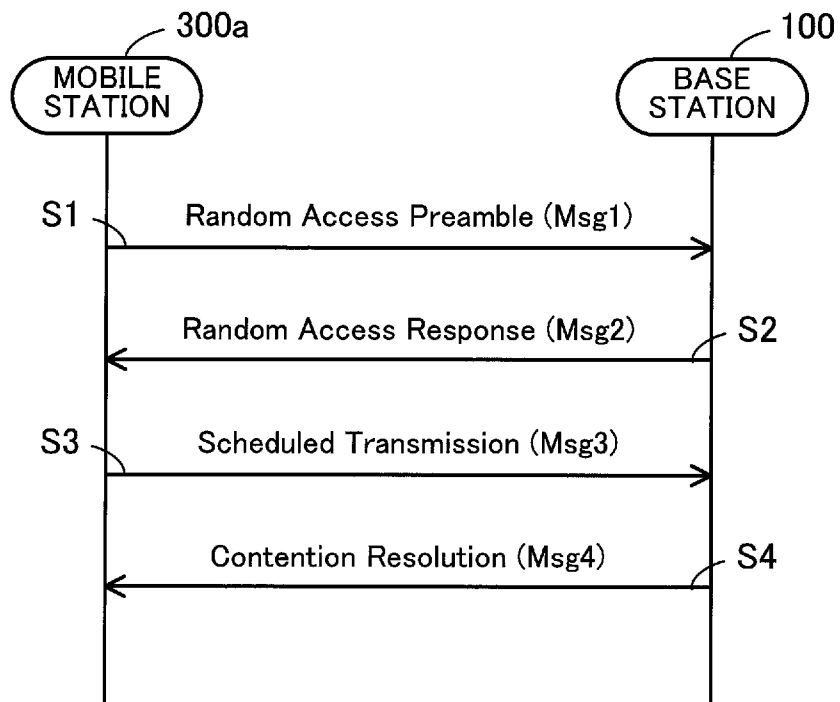 300a
100
MOBILE
STATION
BASE
STATION
S1
Random Access Preamble (Msg1)
Random Access Response (Msg2)
S2
S3
Scheduled Transmission (Msg3)
Contention Resolution (Msg4)
S4